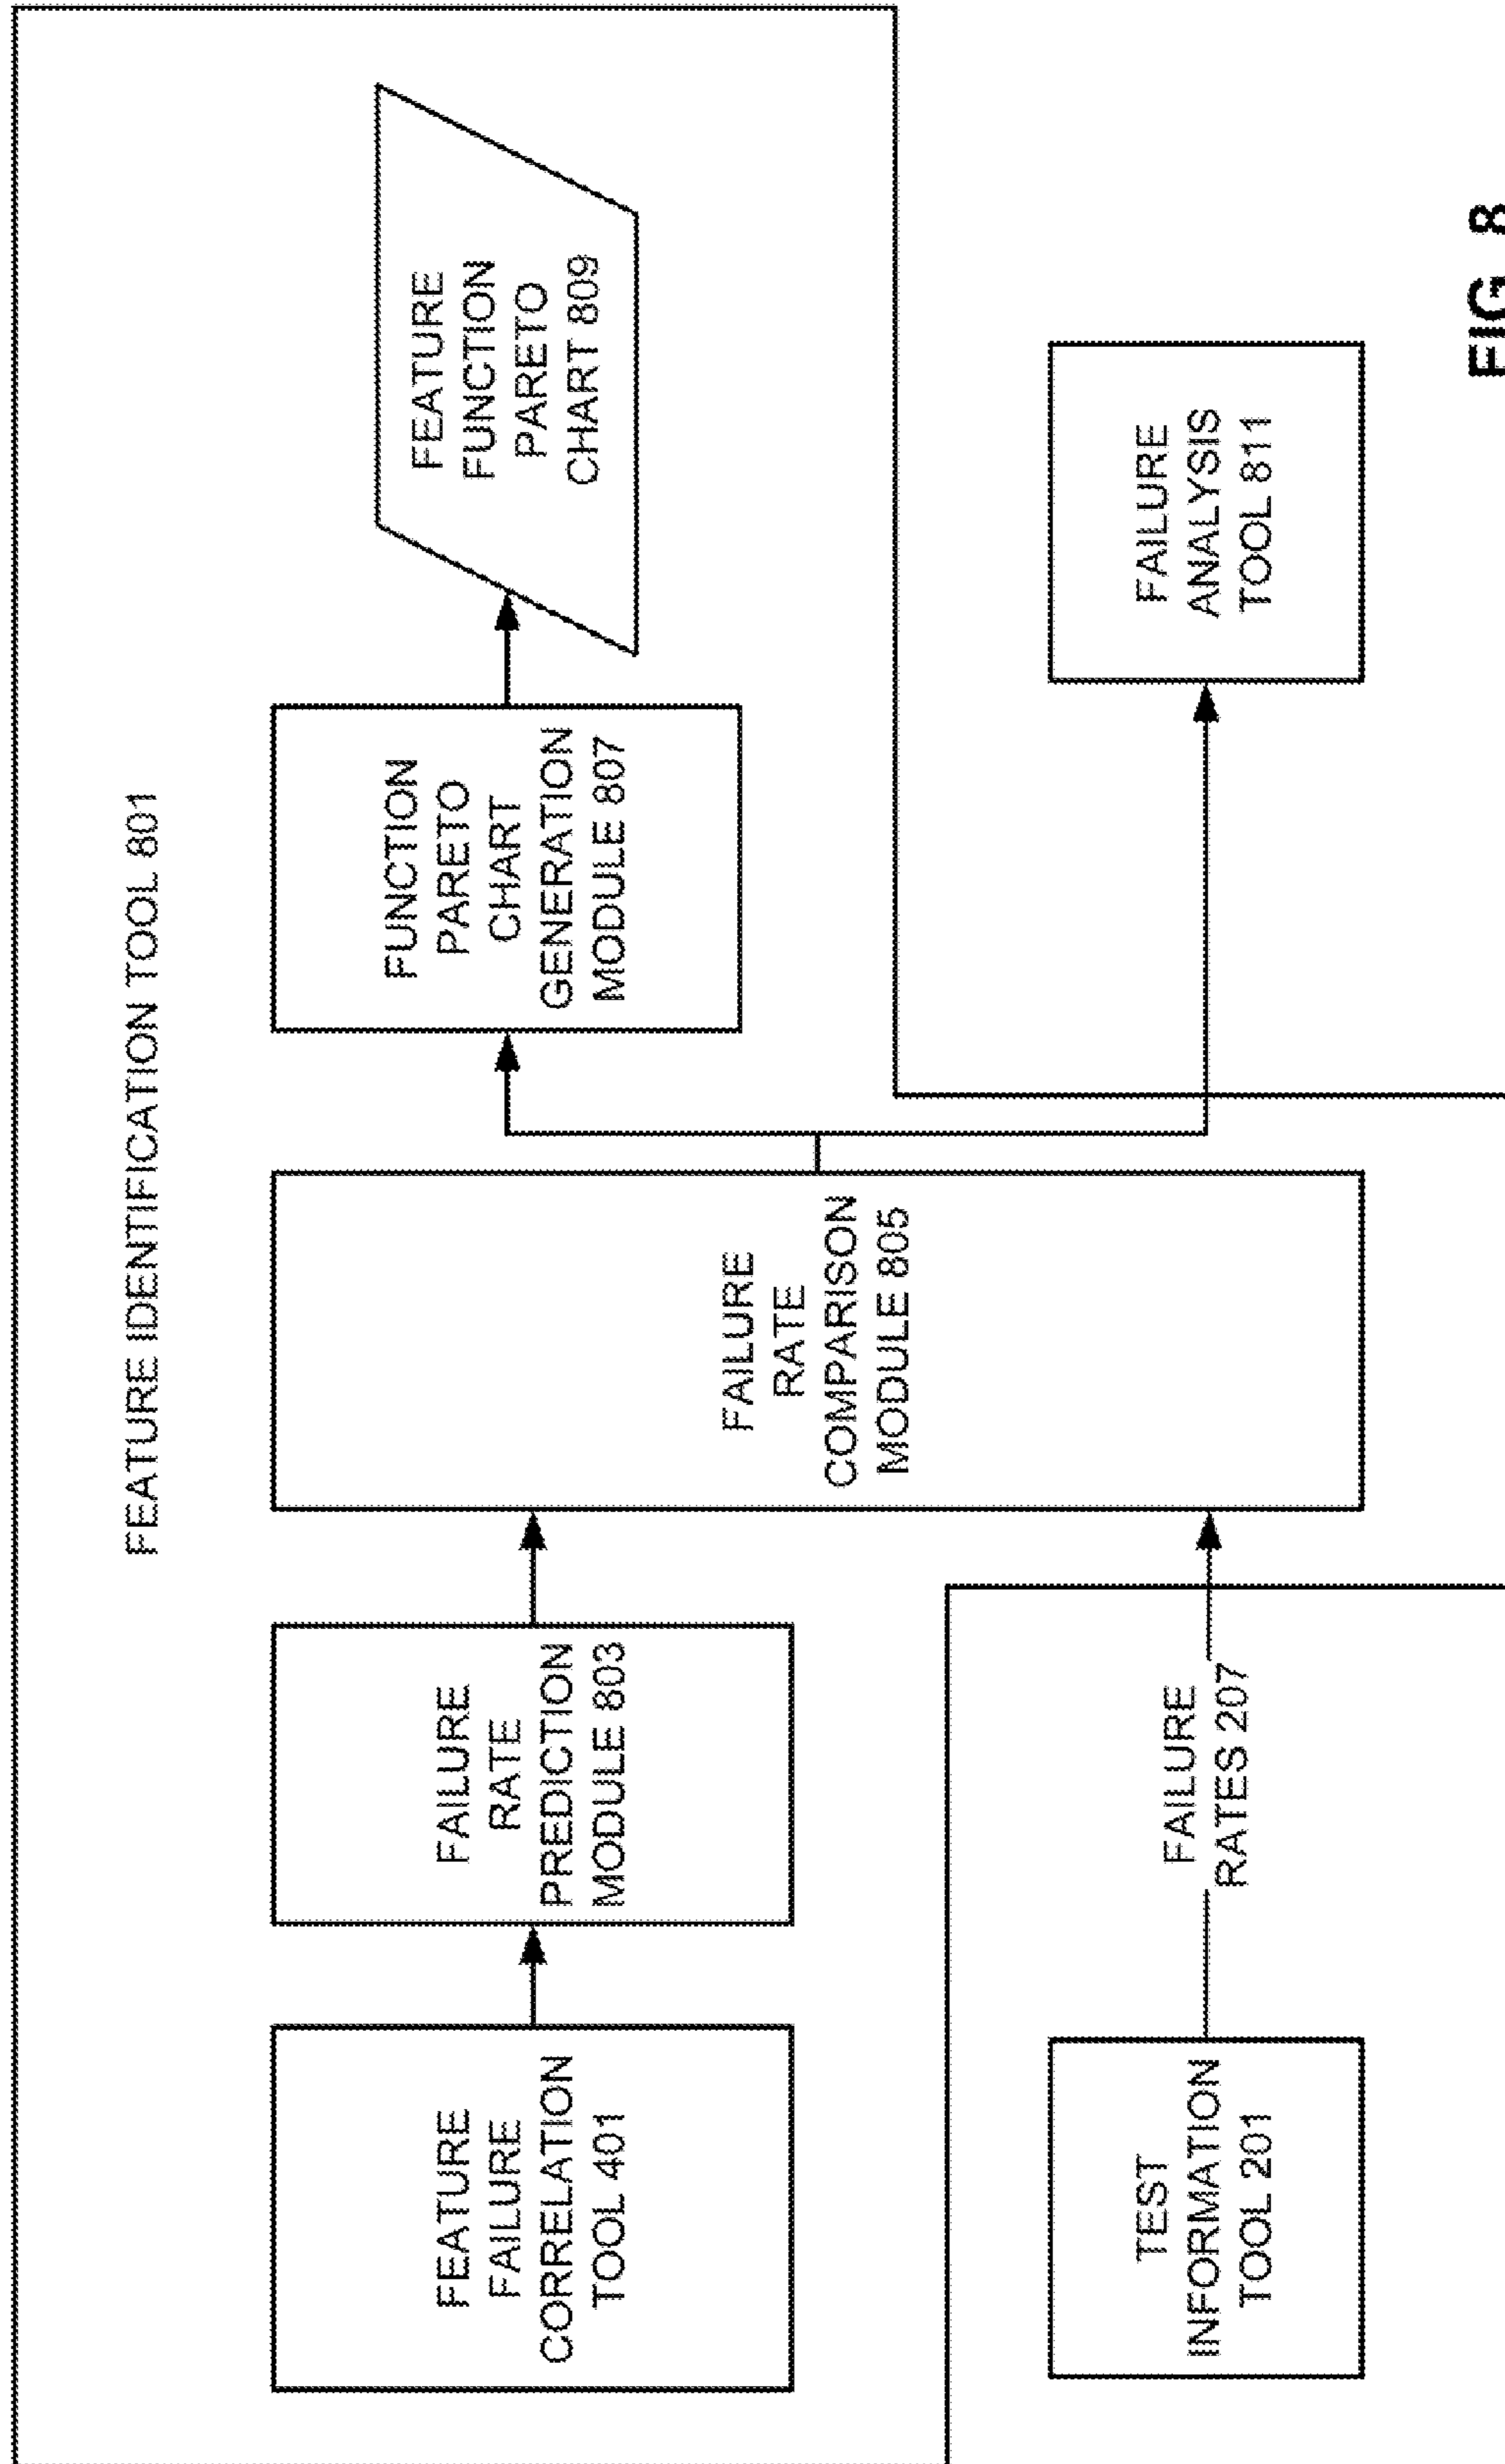 FEATURE IDENTIFICATION TOOL 801
FEATURE
FAILURE
CORRELATION
TOOL 401
FAILURE
RATE
PREDICTION
MODULE 803
FAILURE
RATE
COMPARISON
MODULE 805
FUNCTION
PARETO
CHART
GENERATION
MODULE 807
FEATURE
FUNCTION
PARETO
CHART 809
TEST
INFORMATION
TOOL 201
FAILURE
RATES 207
FAILURE
ANALYSIS
TOOL 811
FIG. 8